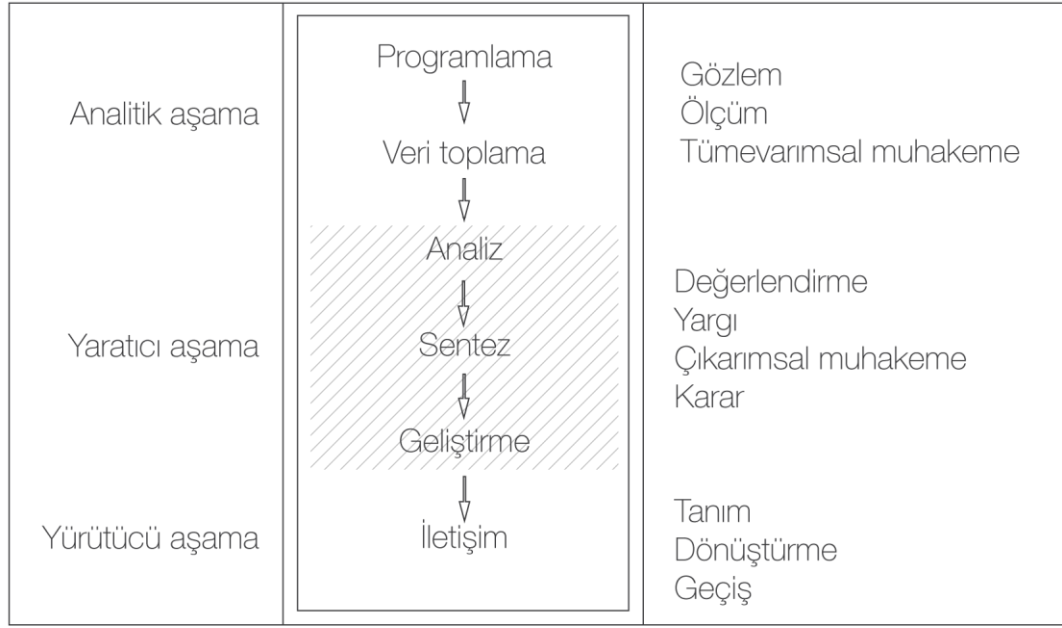 Analitik aşama
Yaratıcı aşama
Yürütücü aşama
Programlama
Veri toplama
Analiz
Sentez
Geliştirme
İletişim
Gözlem
Ölçüm
Tümevarımsal muhakeme
Değerlendirme
Yargı
Çıkarımsal muhakeme
Karar
Tanım
Dönüştürme
Geçiş